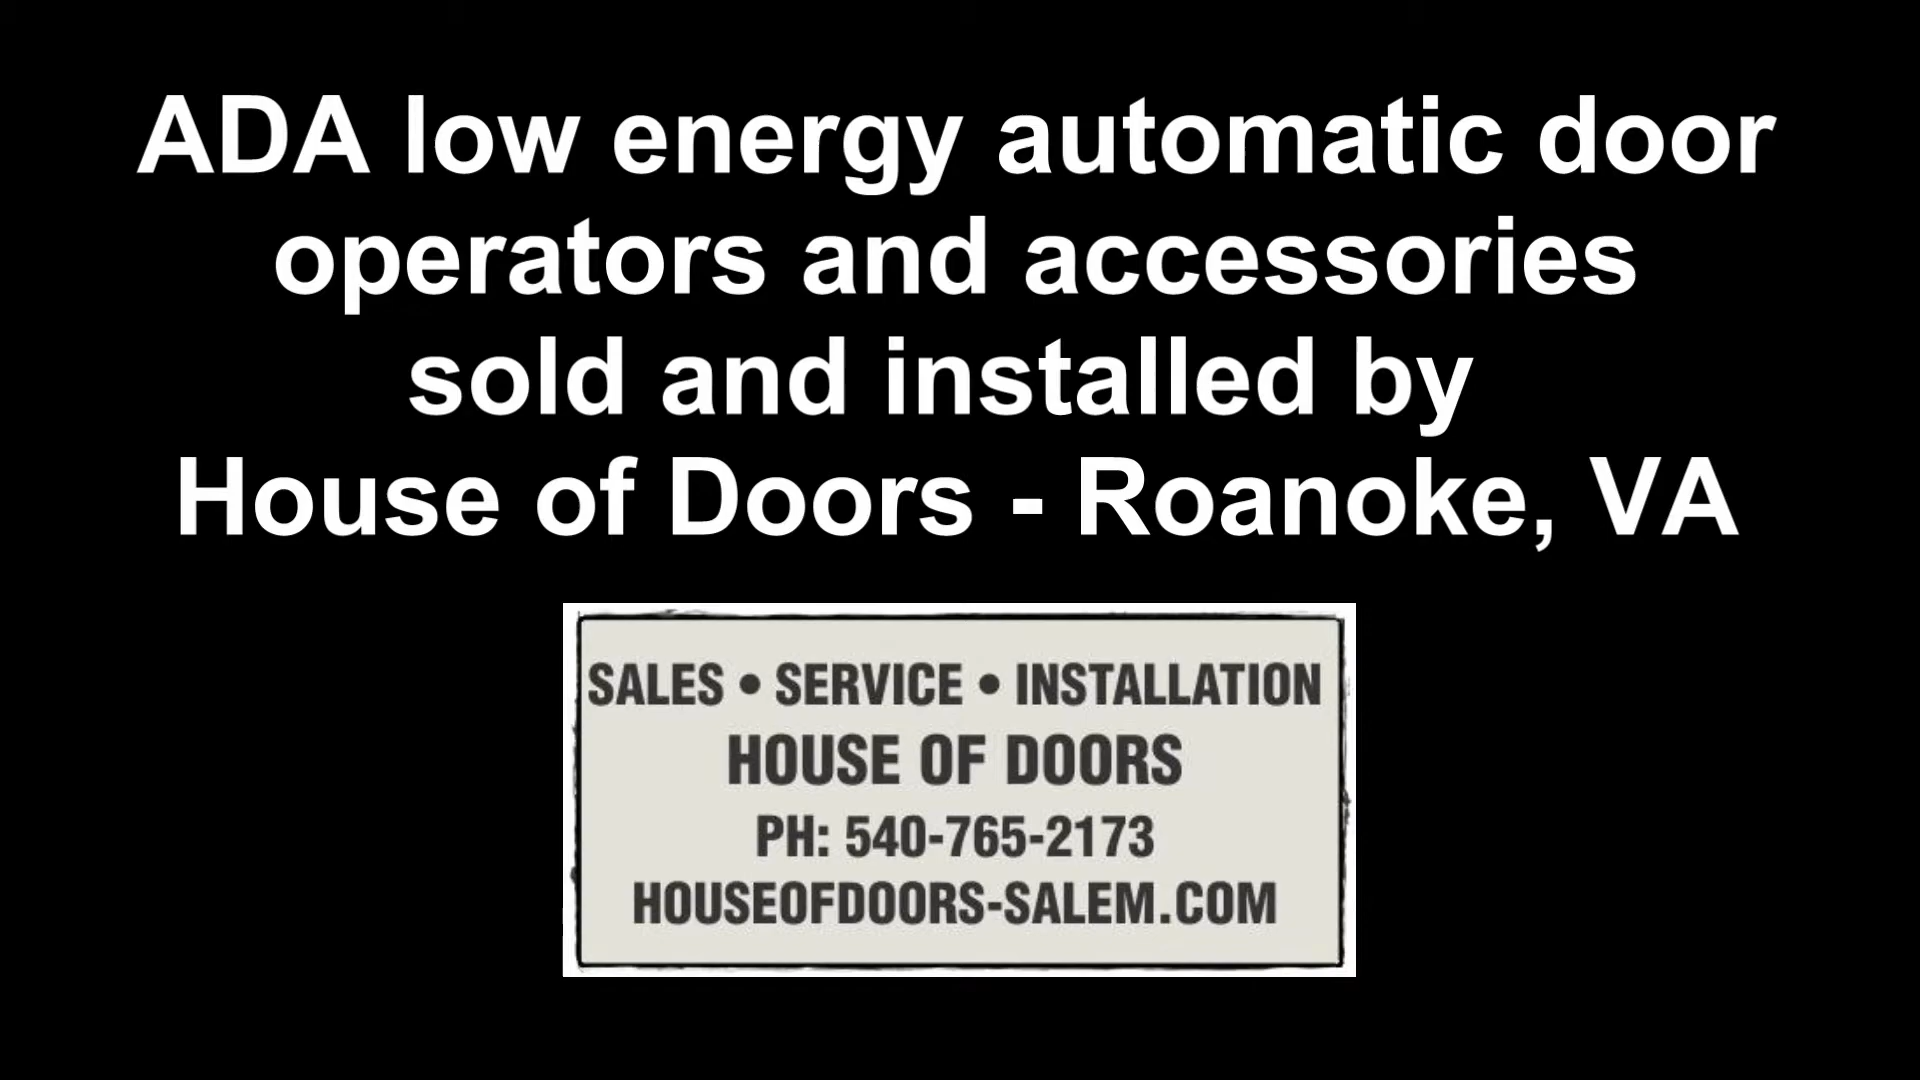 ADA low energy automatic door
operators and accessories
sold and installed by
House of Doors - Roanoke, VA
SALES • SERVICE • INSTALLATION
HOUSE OF DOORS
PH: 540-765-2173
HOUSEOFDOORS-SALEM.COM